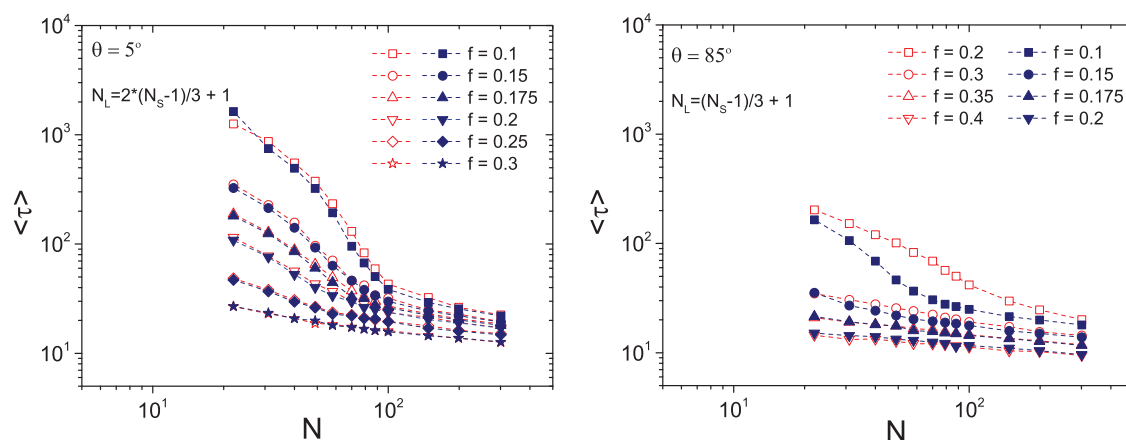 10⁴
10³
10²
10¹
<τ>
10¹
10²
N
θ = 5°
N_L=2*(N_S-1)/3 + 1
f = 0.1
f = 0.15
f = 0.175
f = 0.2
f = 0.25
f = 0.3
10⁴
10³
10²
10¹
<τ>
10¹
10²
N
θ = 85°
N_L=(N_S-1)/3 + 1
f = 0.2 f = 0.1
f = 0.3 f = 0.15
f = 0.35 f = 0.175
f = 0.4 f = 0.2